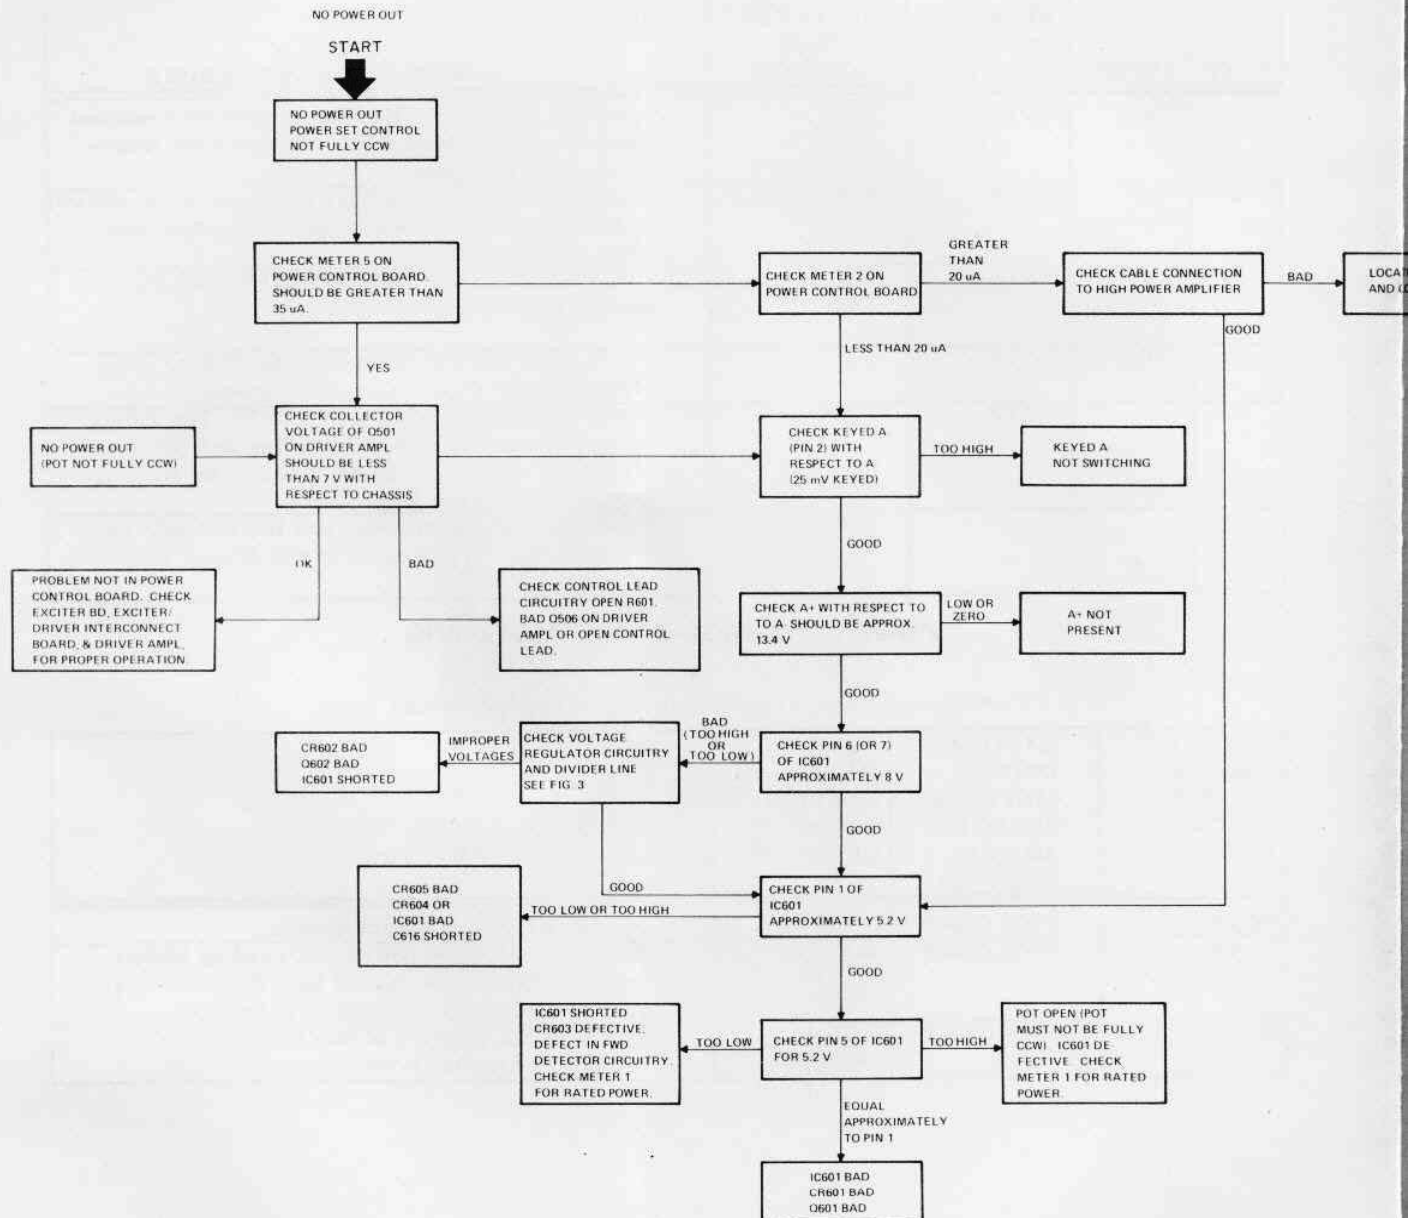 NO POWER OUT
START
NO POWER OUT
POWER SET CONTROL
NOT FULLY CCW
CHECK METER 5 ON
POWER CONTROL BOARD.
SHOULD BE GREATER THAN
35 uA.
CHECK METER 2 ON
POWER CONTROL BOARD
GREATER
THAN
20 uA
CHECK CABLE CONNECTION
TO HIGH POWER AMPLIFIER
BAD
AND
GOOD
LESS THAN 20 uA
YES
NO POWER OUT
(POT NOT FULLY CCW)
CHECK COLLECTOR
VOLTAGE OF Q501
ON DRIVER AMPL
SHOULD BE LESS
THAN 7 V WITH
RESPECT TO CHASSIS
CHECK KEYED A
(PIN 2) WITH
RESPECT TO A
(25 mV KEYED)
TOO HIGH
KEYED A
NOT SWITCHING
OK
BAD
GOOD
PROBLEM NOT IN POWER
CONTROL BOARD. CHECK
EXCITER BD, EXCITER/
DRIVER INTERCONNECT
BOARD, & DRIVER AMPL,
FOR PROPER OPERATION
CHECK CONTROL LEAD
CIRCUITRY OPEN R601.
BAD Q506 ON DRIVER
AMPL OR OPEN CONTROL
LEAD.
CHECK A+ WITH RESPECT TO
TO A- SHOULD BE APPROX.
13.4 V
LOW OR
ZERO
A+ NOT
PRESENT
GOOD
CR602 BAD
Q602 BAD
IC601 SHORTED
IMPROPER
VOLTAGES
CHECK VOLTAGE
REGULATOR CIRCUITRY
AND DIVIDER LINE
SEE FIG. 3
BAD
(TOO HIGH
OR
TOO LOW)
CHECK PIN 6 (OR 7)
OF IC601
APPROXIMATELY 8 V
GOOD
GOOD
CR605 BAD
CR604 OR
IC601 BAD
C616 SHORTED
TOO LOW OR TOO HIGH
CHECK PIN 1 OF
IC601
APPROXIMATELY 5.2 V
GOOD
IC601 SHORTED
CR603 DEFECTIVE.
DEFECT IN FWD
DETECTOR CIRCUITRY.
CHECK METER 1
FOR RATED POWER.
TOO LOW
CHECK PIN 5 OF IC601
FOR 5.2 V
TOO HIGH
POT OPEN (POT
MUST NOT BE FULLY
CCW). IC601 DE-
FECTIVE. CHECK
METER 1 FOR RATED
POWER.
EQUAL
APPROXIMATELY
TO PIN 1
IC601 BAD
CR601 BAD
Q601 BAD